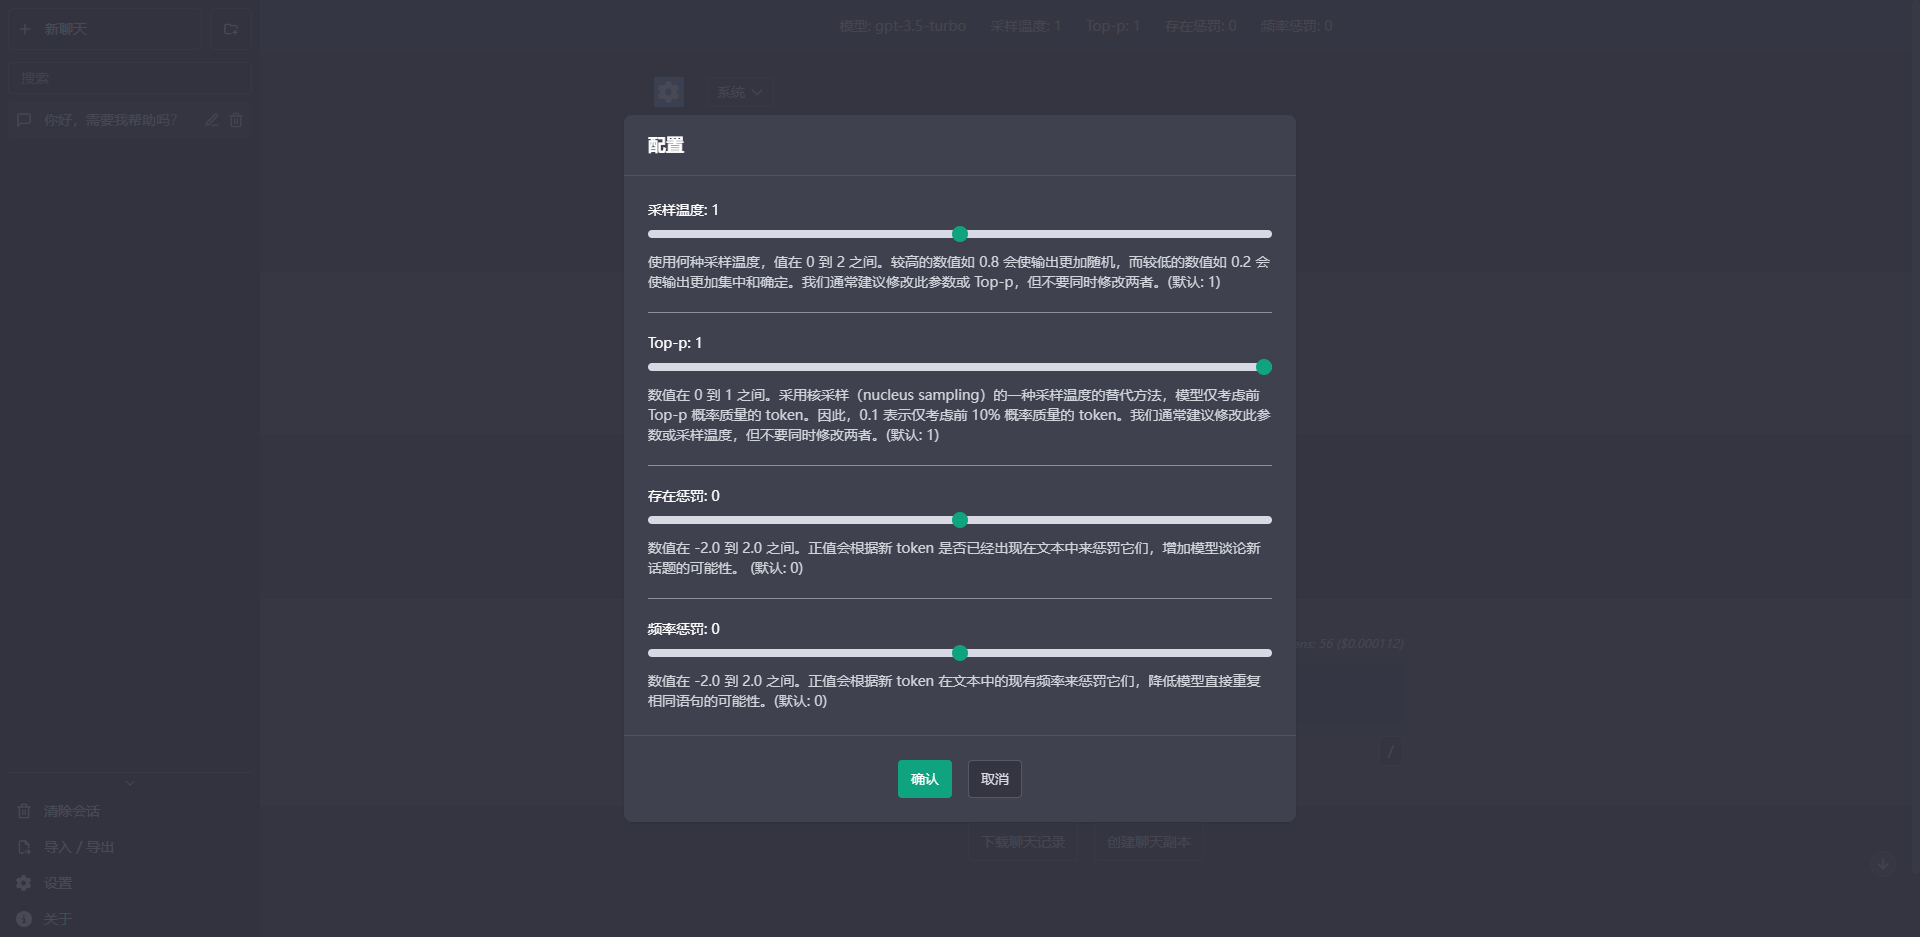 新聊天
模型: gpt-3.5-turbo 采样温度: 1 Top-p: 1 存在惩罚: 0 频率惩罚: 0
搜索
系统
你好，需要我帮助吗？
配置
采样温度: 1
使用何种采样温度，值在 0 到 2 之间。较高的数值如 0.8 会使输出更加随机，而较低的数值如 0.2 会
使输出更加集中和确定。我们通常建议修改此参数或 Top-p，但不要同时修改两者。(默认: 1)
Top-p: 1
数值在 0 到 1 之间。采用核采样（nucleus sampling）的一种采样温度的替代方法，模型仅考虑前
Top-p 概率质量的 token。因此，0.1 表示仅考虑前 10% 概率质量的 token。我们通常建议修改此参
数或采样温度，但不要同时修改两者。(默认: 1)
存在惩罚: 0
数值在 -2.0 到 2.0 之间。正值会根据新 token 是否已经出现在文本中来惩罚它们，增加模型谈论新
话题的可能性。 (默认: 0)
频率惩罚: 0
ens: 56 ($0.000112)
数值在 -2.0 到 2.0 之间。正值会根据新 token 在文本中的现有频率来惩罚它们，降低模型直接重复
相同语句的可能性。(默认: 0)
/
确认 取消
清除会话
下载聊天记录 创建聊天副本
导入 / 导出
设置
关于